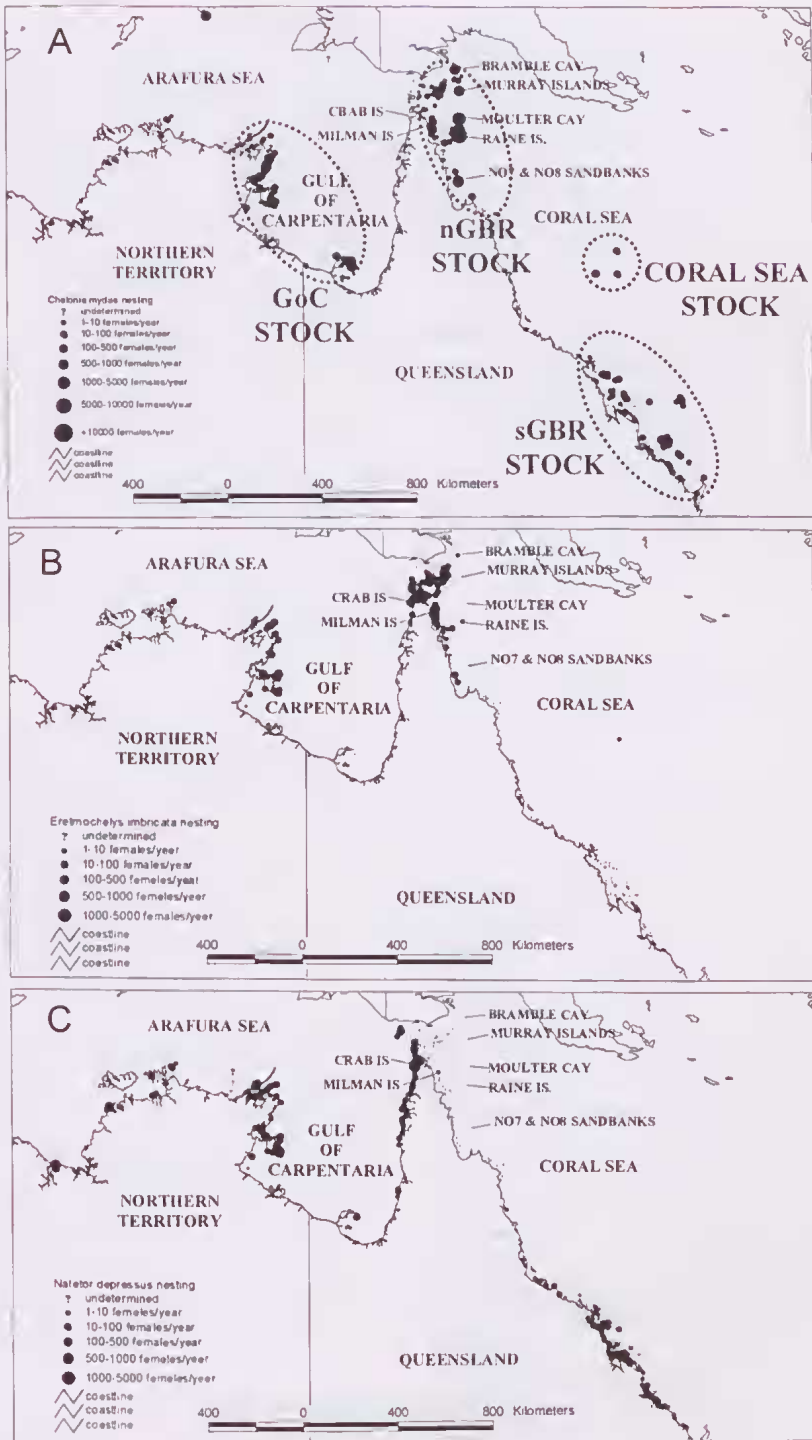 A
ARAFURA SEA
BRAMBLE CAY
MURRAY ISLANDS
CRAB IS
MOULTER CAY
MILMAN IS
RAINE IS.
GULF
OF
CARPENTARIA
NO7 & NO8 SANDBANKS
NORTHERN
TERRITORY
nGBR
STOCK
CORAL SEA
CORAL SEA
STOCK
GoC
STOCK
Chelonia mydas nesting
? undetermined
1-10 females/year
10-100 females/year
100-500 females/year
500-1000 females/year
1000-5000 females/year
5000-10000 females/year
+10000 females/year
coastline
coastline
coastline
QUEENSLAND
sGBR
STOCK
400 0 400 800 Kilometers
B
ARAFURA SEA
BRAMBLE CAY
MURRAY ISLANDS
CRAB IS
MOULTER CAY
MILMAN IS
RAINE IS.
GULF
OF
CARPENTARIA
NO7 & NO8 SANDBANKS
CORAL SEA
NORTHERN
TERRITORY
Eretmochelys imbricata nesting
? undetermined
1-10 females/year
10-100 females/year
100-500 females/year
500-1000 females/year
1000-5000 females/year
coastline
coastline
coastline
QUEENSLAND
400 0 400 800 Kilometers
C
ARAFURA SEA
BRAMBLE CAY
MURRAY ISLANDS
CRAB IS
MOULTER CAY
MILMAN IS
RAINE IS.
GULF
OF
CARPENTARIA
NO7 & NO8 SANDBANKS
CORAL SEA
NORTHERN
TERRITORY
Natator depressus nesting
? undetermined
1-10 females/year
10-100 females/year
100-500 females/year
500-1000 females/year
1000-5000 females/year
coastline
coastline
coastline
QUEENSLAND
400 0 400 800 Kilometers